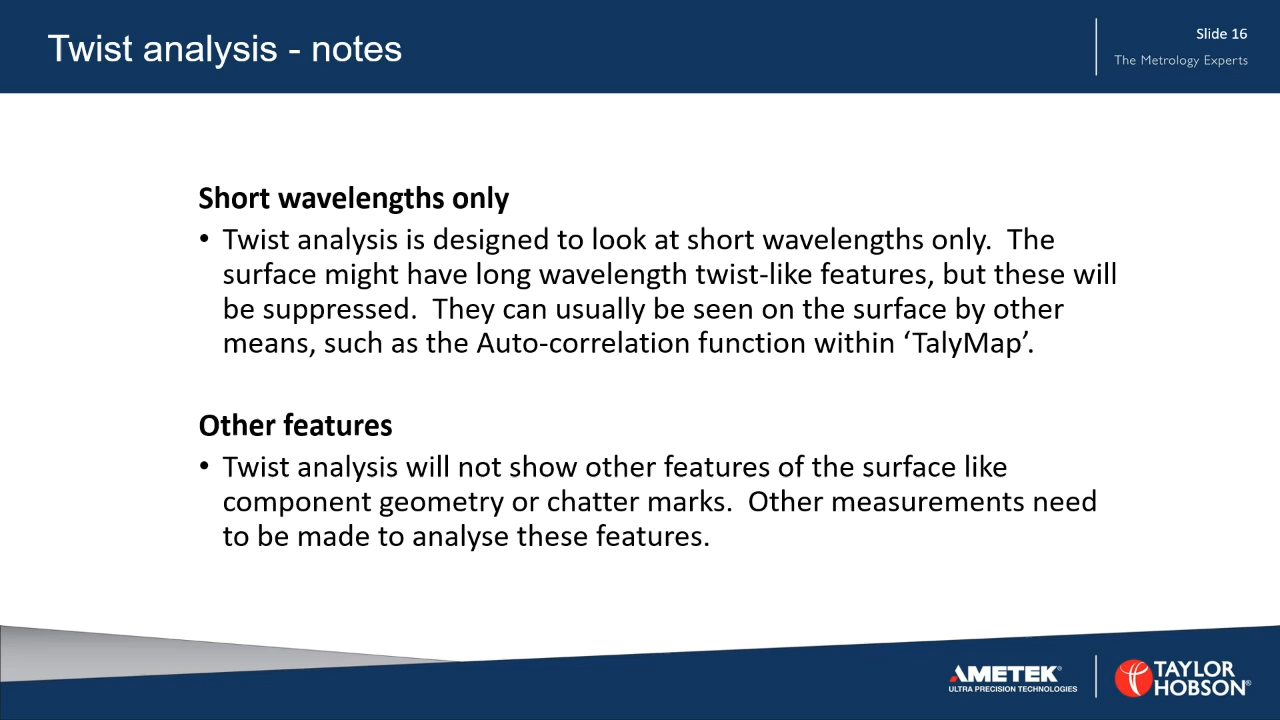 Twist analysis - notes
Slide 16
The Metrology Experts
Short wavelengths only
• Twist analysis is designed to look at short wavelengths only.  The
surface might have long wavelength twist-like features, but these will
be suppressed.  They can usually be seen on the surface by other
means, such as the Auto-correlation function within ‘TalyMap’.
Other features
• Twist analysis will not show other features of the surface like
component geometry or chatter marks.  Other measurements need
to be made to analyse these features.
AMETEK®
ULTRA PRECISION TECHNOLOGIES
TAYLOR
HOBSON®